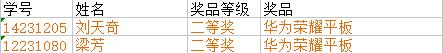 学号 姓名 奖品等级 奖品
14231205 刘天奇 二等奖 华为荣耀平板
12231080 梁芳 二等奖 华为荣耀平板